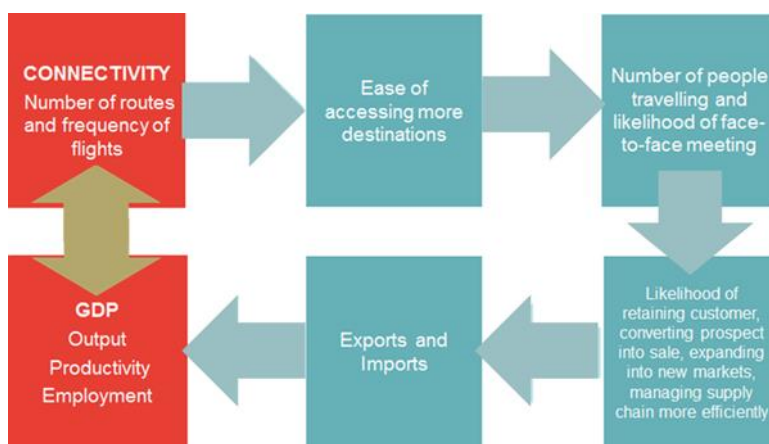 CONNECTIVITY
Number of routes
and frequency of
flights
Ease of
accessing more
destinations
Number of people
travelling and
likelihood of face-
to-face meeting
GDP
Output
Productivity
Employment
Exports and
Imports
Likelihood of
retaining customer,
converting prospect
into sale, expanding
into new markets,
managing supply
chain more efficiently